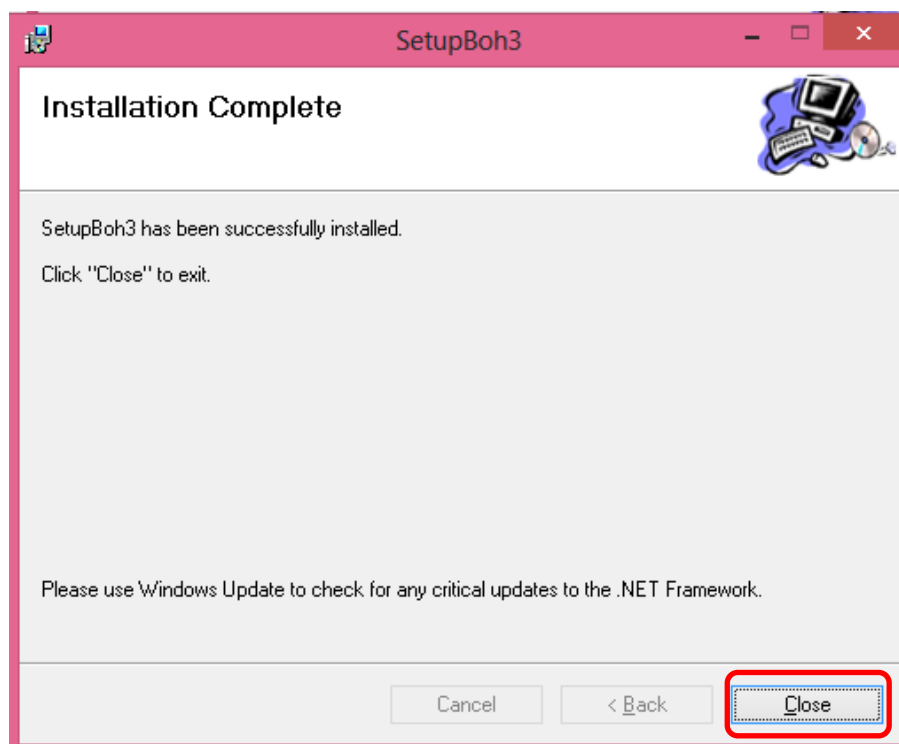 SetupBoh3
Installation Complete
SetupBoh3 has been successfully installed.
Click "Close" to exit.
Please use Windows Update to check for any critical updates to the .NET Framework.
Cancel
< Back
Close